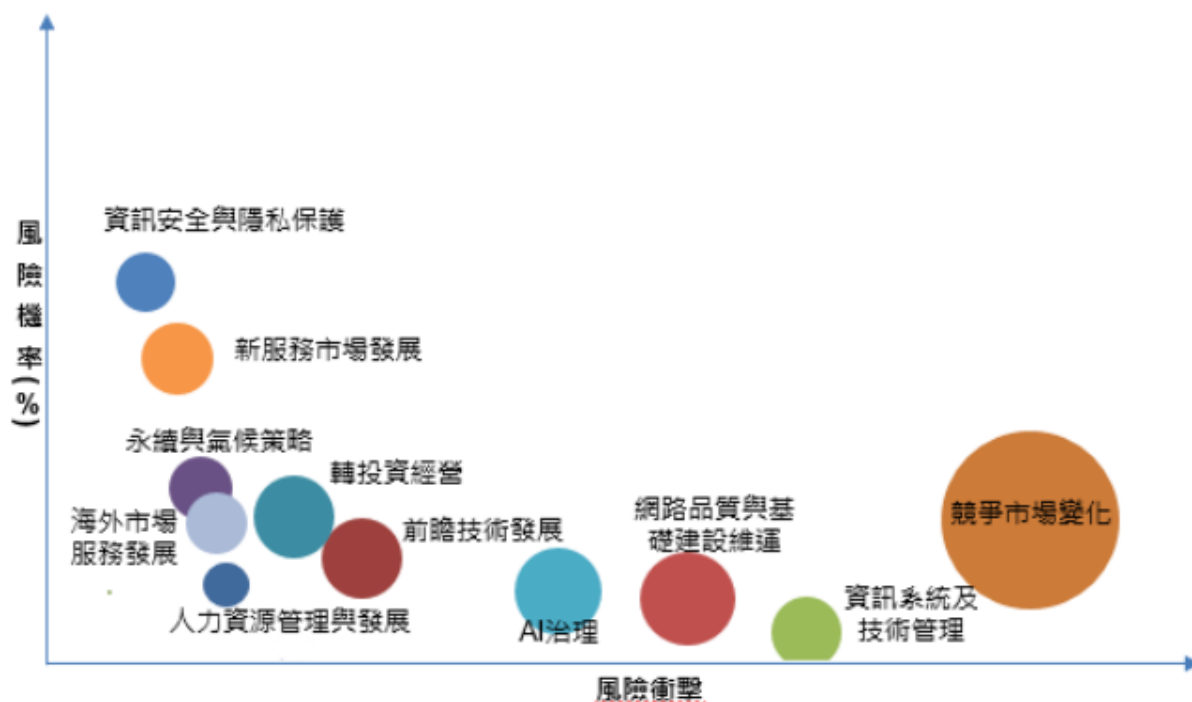 風險機率(%)
資訊安全與隱私保護
新服務市場發展
永續與氣候策略
轉投資經營
海外市場
服務發展
前瞻技術發展
人力資源管理與發展
AI治理
網路品質與基
礎建設維運
資訊系統及
技術管理
競爭市場變化
風險衝擊